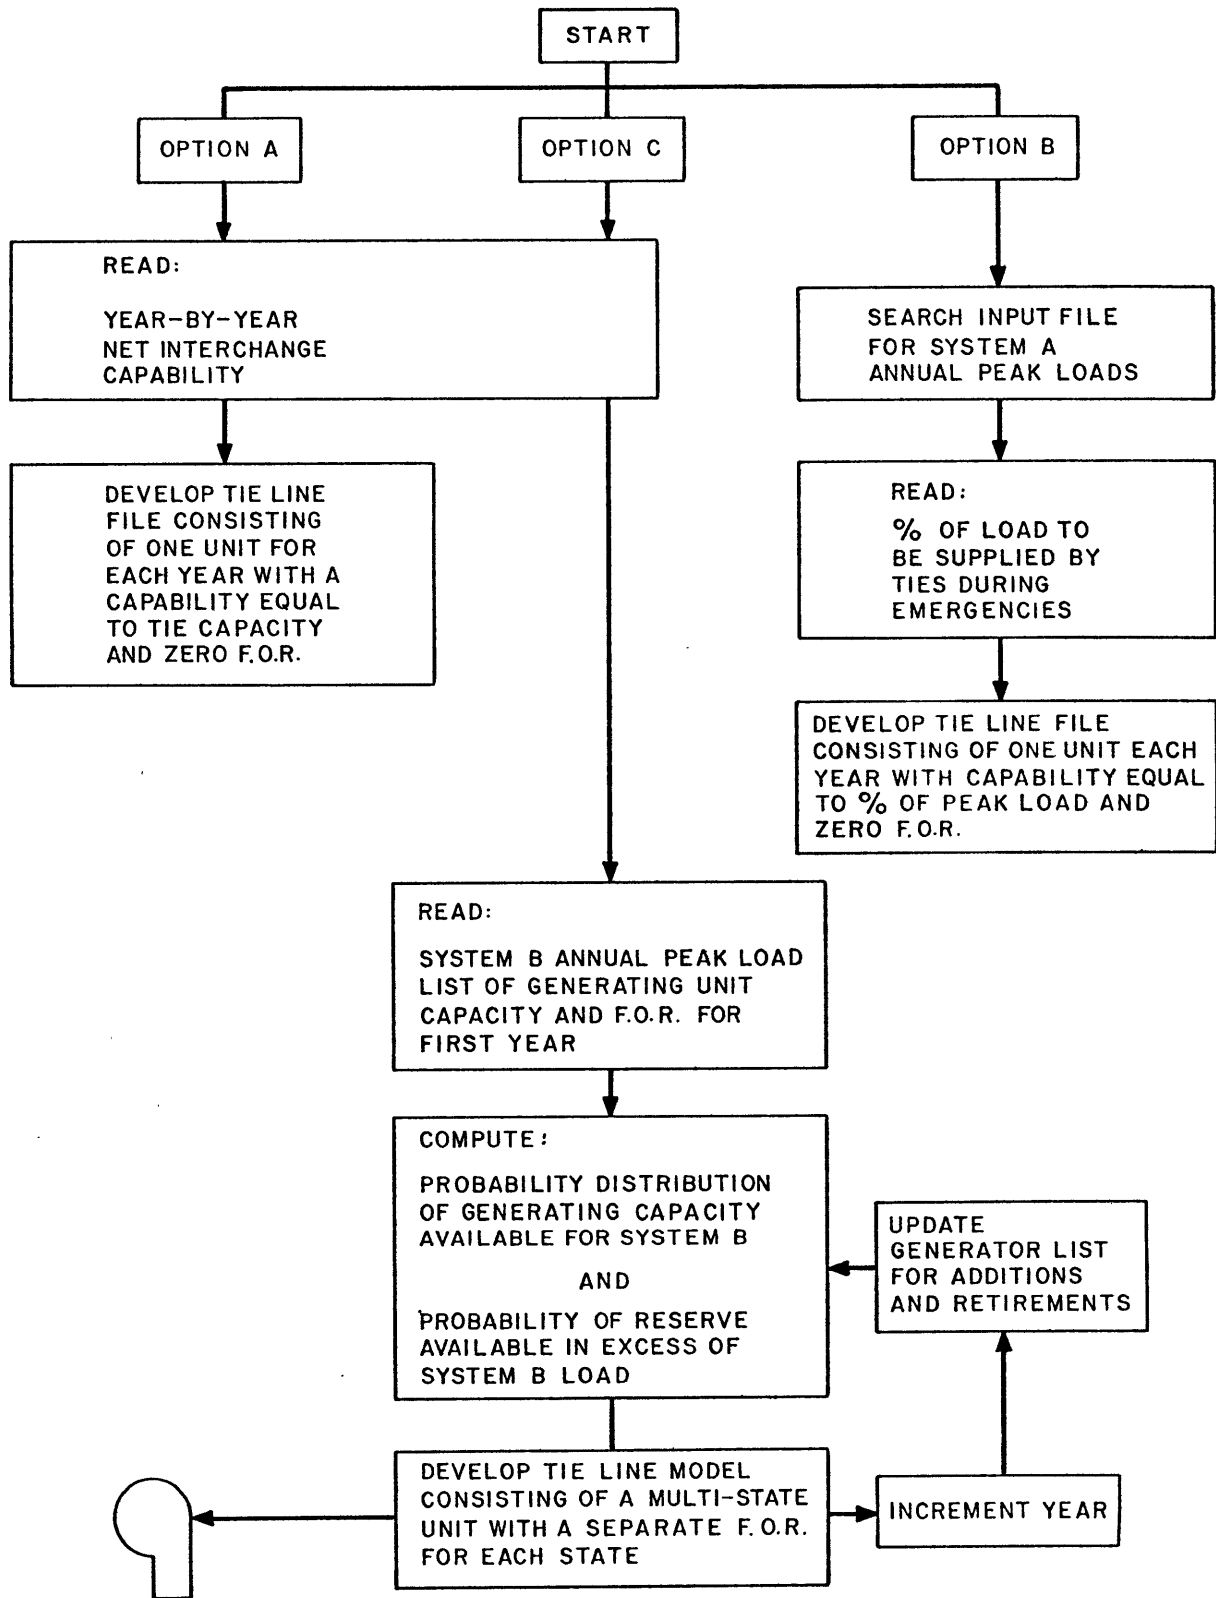 START
OPTION A
OPTION C
OPTION B
READ:
YEAR-BY-YEAR
NET INTERCHANGE
CAPABILITY
SEARCH INPUT FILE
FOR SYSTEM A
ANNUAL PEAK LOADS
DEVELOP TIE LINE
FILE CONSISTING
OF ONE UNIT FOR
EACH YEAR WITH A
CAPABILITY EQUAL
TO TIE CAPACITY
AND ZERO F.O.R.
READ:
% OF LOAD TO
BE SUPPLIED BY
TIES DURING
EMERGENCIES
DEVELOP TIE LINE FILE
CONSISTING OF ONE UNIT EACH
YEAR WITH CAPABILITY EQUAL
TO % OF PEAK LOAD AND
ZERO F.O.R.
READ:
SYSTEM B ANNUAL PEAK LOAD
LIST OF GENERATING UNIT
CAPACITY AND F.O.R. FOR
FIRST YEAR
COMPUTE:
PROBABILITY DISTRIBUTION
OF GENERATING CAPACITY
AVAILABLE FOR SYSTEM B
AND
PROBABILITY OF RESERVE
AVAILABLE IN EXCESS OF
SYSTEM B LOAD
UPDATE
GENERATOR LIST
FOR ADDITIONS
AND RETIREMENTS
DEVELOP TIE LINE MODEL
CONSISTING OF A MULTI-STATE
UNIT WITH A SEPARATE F.O.R.
FOR EACH STATE
INCREMENT YEAR